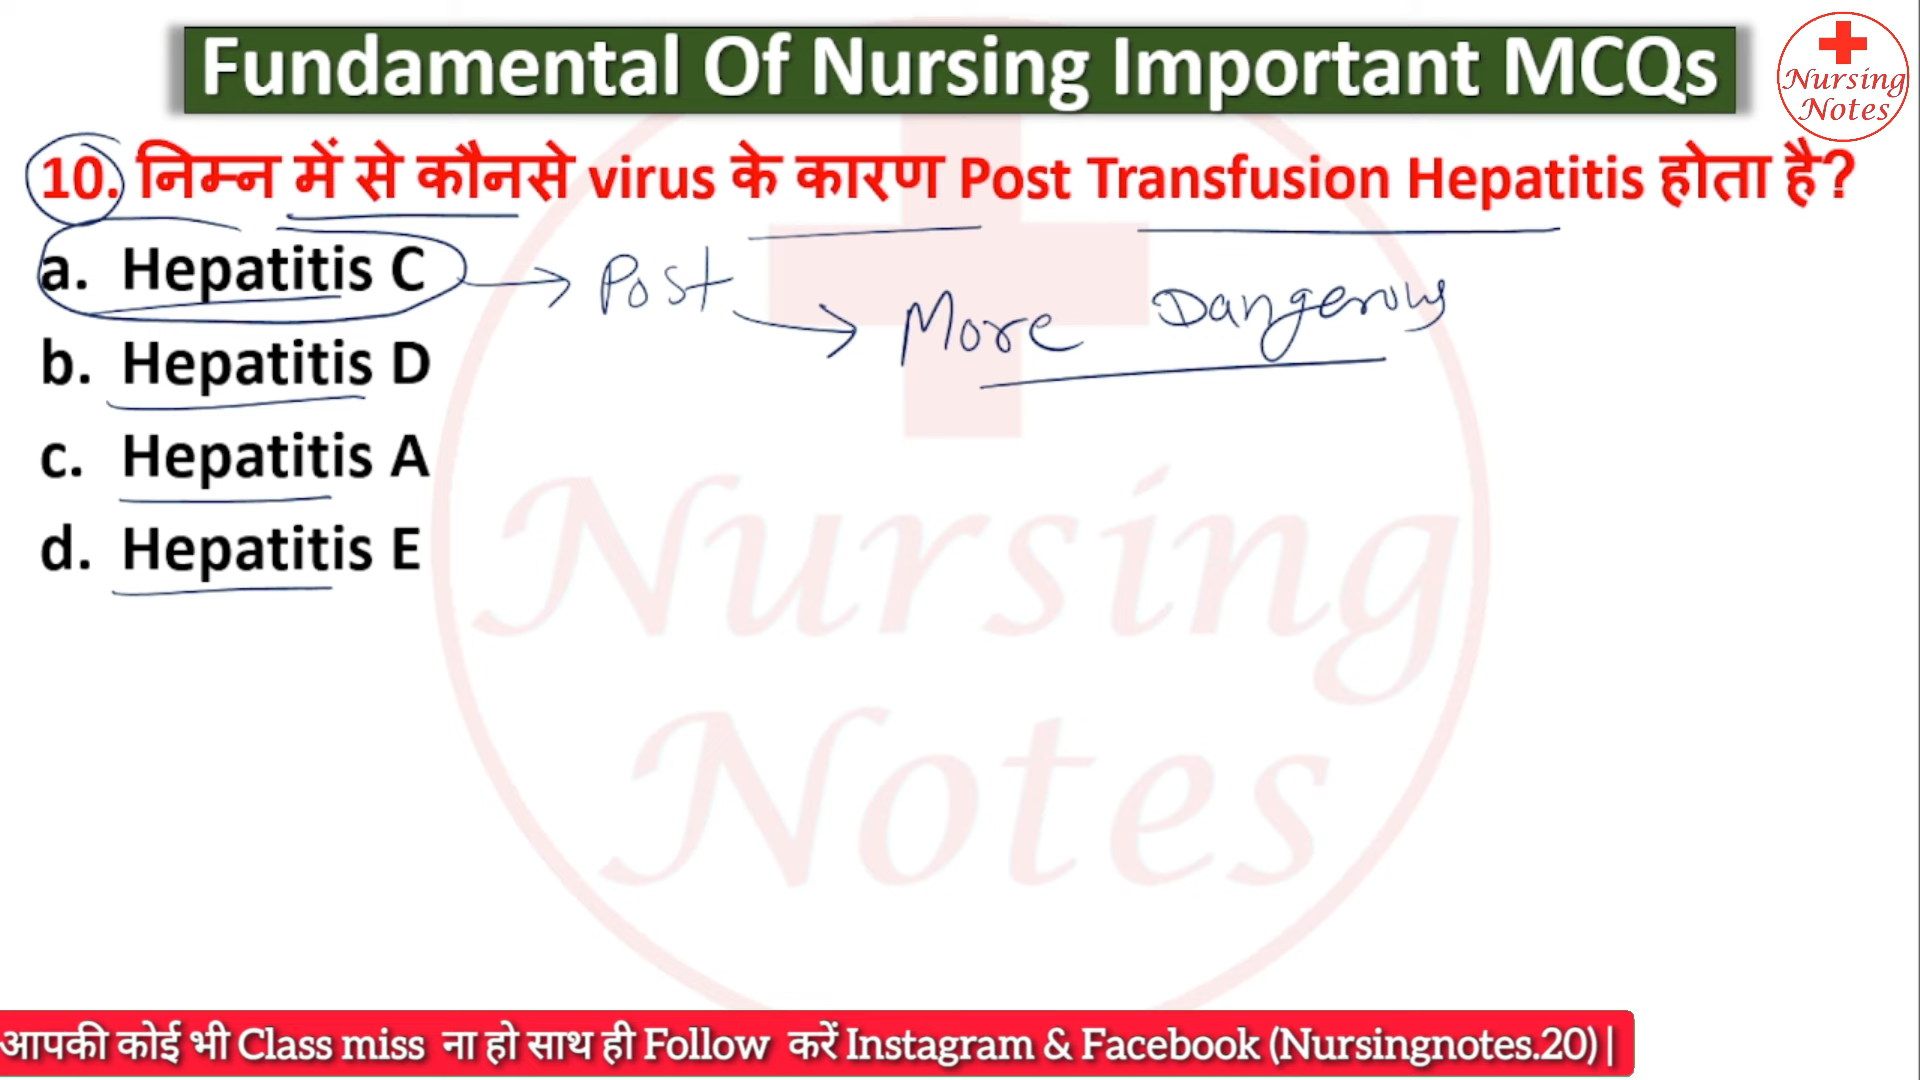 Fundamental Of Nursing Important MCQs
Nursing
Notes
10. निम्न में से कौनसे virus के कारण Post Transfusion Hepatitis होता है?
a. Hepatitis C → Post → More Dangerous
b. Hepatitis D
c. Hepatitis A
d. Hepatitis E
Nursing
Notes
आपकी कोई भी Class miss ना हो साथ ही Follow करें Instagram & Facebook (Nursingnotes.20) |